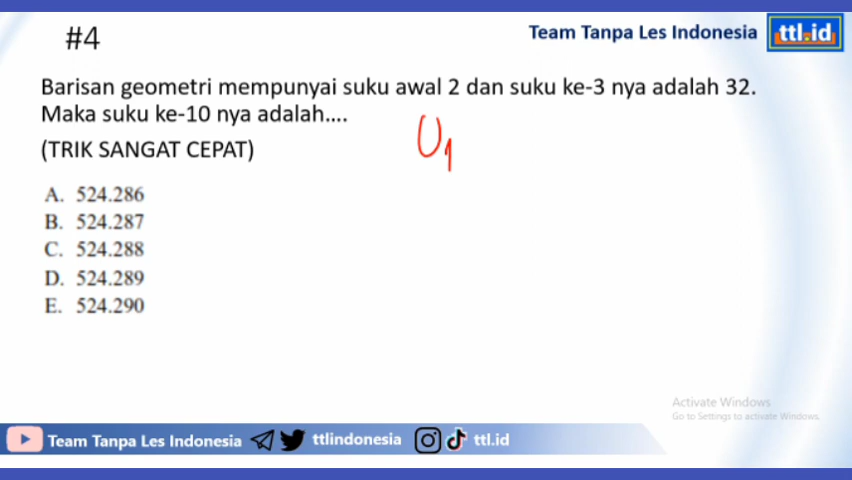 #4
Team Tanpa Les Indonesia
ttl.id
Barisan geometri mempunyai suku awal 2 dan suku ke-3 nya adalah 32.
Maka suku ke-10 nya adalah....
(TRIK SANGAT CEPAT)
U1
A. 524.286
B. 524.287
C. 524.288
D. 524.289
E. 524.290
Activate Windows
Go to Settings to activate Windows.
Team Tanpa Les Indonesia ttlindonesia ttl.id